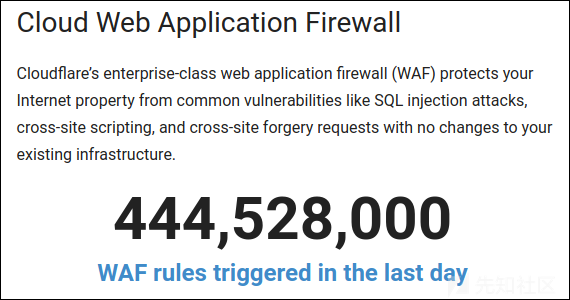 Cloud Web Application Firewall
Cloudflare’s enterprise-class web application firewall (WAF) protects your
Internet property from common vulnerabilities like SQL injection attacks,
cross-site scripting, and cross-site forgery requests with no changes to your
existing infrastructure.
444,528,000
WAF rules triggered in the last day
先知社区